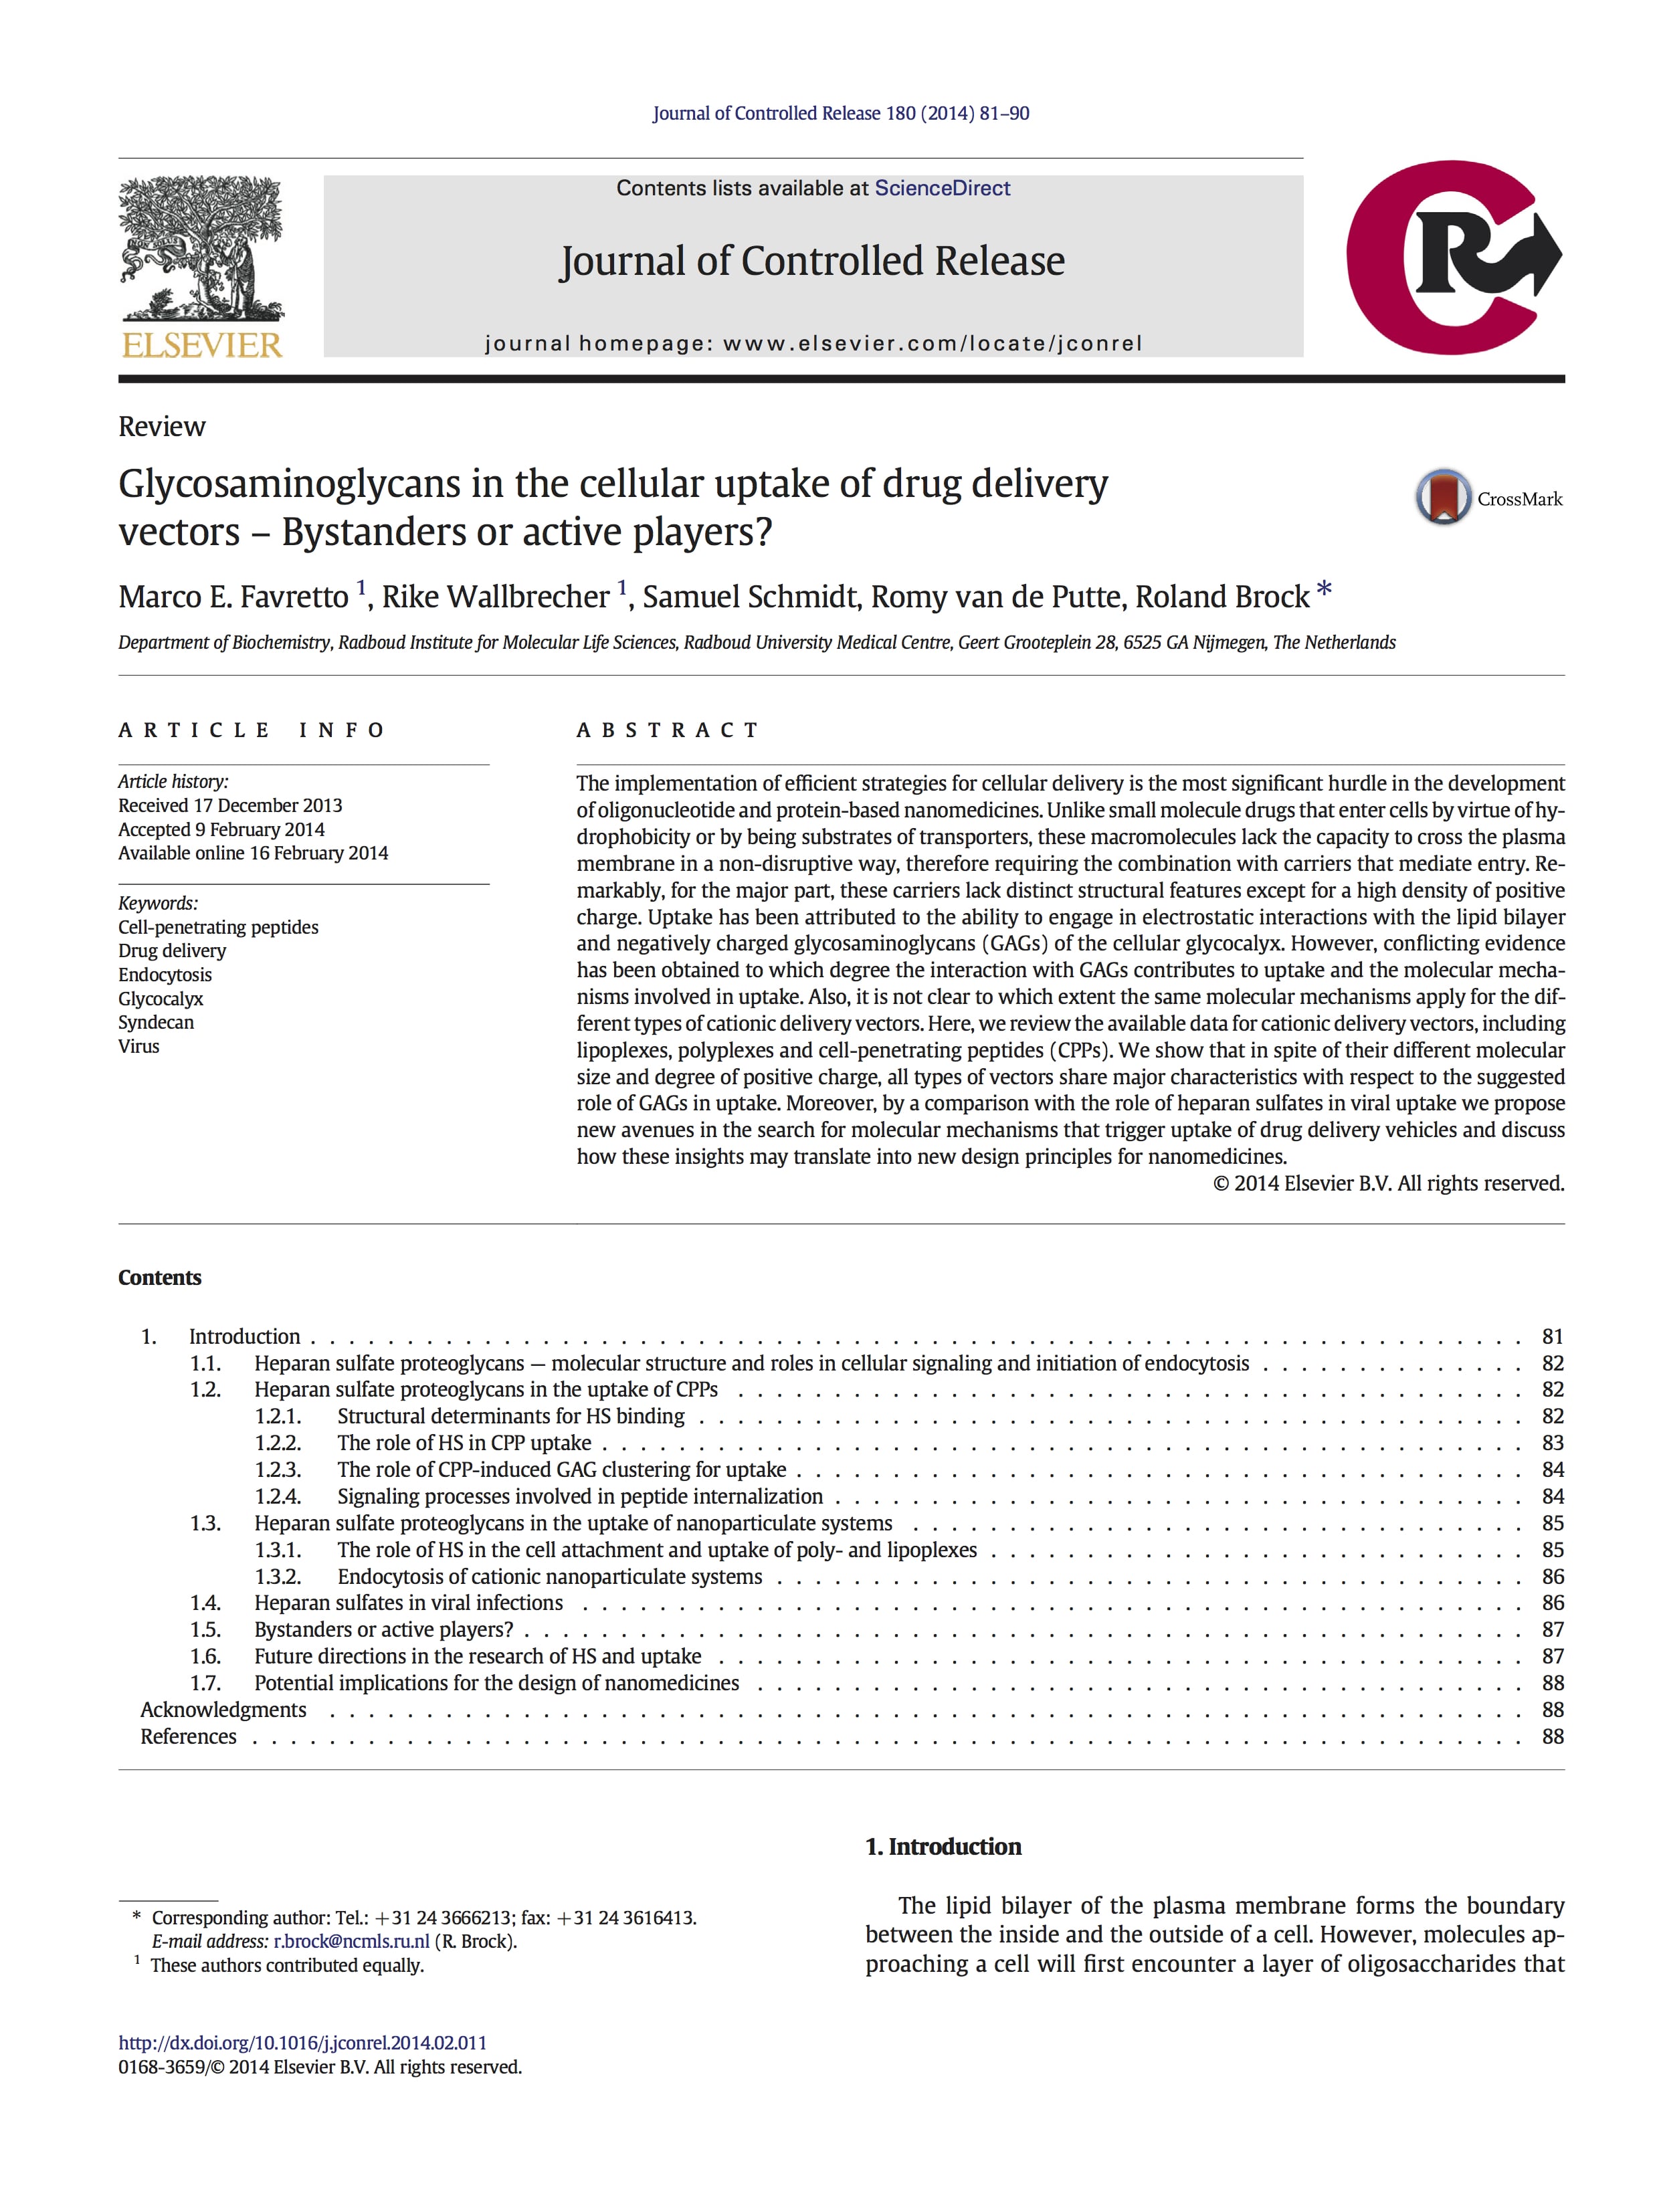 Journal of Controlled Release 180 (2014) 81–90
Contents lists available at ScienceDirect
Journal of Controlled Release
journal homepage: www.elsevier.com/locate/jconrel
ELSEVIER
Review
Glycosaminoglycans in the cellular uptake of drug delivery
vectors – Bystanders or active players?
CrossMark
Marco E. Favretto 1, Rike Wallbrecher 1, Samuel Schmidt, Romy van de Putte, Roland Brock *
Department of Biochemistry, Radboud Institute for Molecular Life Sciences, Radboud University Medical Centre, Geert Grooteplein 28, 6525 GA Nijmegen, The Netherlands
ARTICLE INFO
Article history:
Received 17 December 2013
Accepted 9 February 2014
Available online 16 February 2014
Keywords:
Cell-penetrating peptides
Drug delivery
Endocytosis
Glycocalyx
Syndecan
Virus
ABSTRACT
The implementation of efficient strategies for cellular delivery is the most significant hurdle in the development
of oligonucleotide and protein-based nanomedicines. Unlike small molecule drugs that enter cells by virtue of hy-
drophobicity or by being substrates of transporters, these macromolecules lack the capacity to cross the plasma
membrane in a non-disruptive way, therefore requiring the combination with carriers that mediate entry. Re-
markably, for the major part, these carriers lack distinct structural features except for a high density of positive
charge. Uptake has been attributed to the ability to engage in electrostatic interactions with the lipid bilayer
and negatively charged glycosaminoglycans (GAGs) of the cellular glycocalyx. However, conflicting evidence
has been obtained to which degree the interaction with GAGs contributes to uptake and the molecular mecha-
nisms involved in uptake. Also, it is not clear to which extent the same molecular mechanisms apply for the dif-
ferent types of cationic delivery vectors. Here, we review the available data for cationic delivery vectors, including
lipoplexes, polyplexes and cell-penetrating peptides (CPPs). We show that in spite of their different molecular
size and degree of positive charge, all types of vectors share major characteristics with respect to the suggested
role of GAGs in uptake. Moreover, by a comparison with the role of heparan sulfates in viral uptake we propose
new avenues in the search for molecular mechanisms that trigger uptake of drug delivery vehicles and discuss
how these insights may translate into new design principles for nanomedicines.
© 2014 Elsevier B.V. All rights reserved.
Contents
1. Introduction . . . 81
1.1. Heparan sulfate proteoglycans — molecular structure and roles in cellular signaling and initiation of endocytosis . . . 82
1.2. Heparan sulfate proteoglycans in the uptake of CPPs . . . 82
1.2.1. Structural determinants for HS binding . . . 82
1.2.2. The role of HS in CPP uptake . . . 83
1.2.3. The role of CPP-induced GAG clustering for uptake . . . 84
1.2.4. Signaling processes involved in peptide internalization . . . 84
1.3. Heparan sulfate proteoglycans in the uptake of nanoparticulate systems . . . 85
1.3.1. The role of HS in the cell attachment and uptake of poly- and lipoplexes . . . 85
1.3.2. Endocytosis of cationic nanoparticulate systems . . . 86
1.4. Heparan sulfates in viral infections . . . 86
1.5. Bystanders or active players? . . . 87
1.6. Future directions in the research of HS and uptake . . . 87
1.7. Potential implications for the design of nanomedicines . . . 88
Acknowledgments . . . 88
References . . . 88
* Corresponding author: Tel.: +31 24 3666213; fax: +31 24 3616413.
E-mail address: r.brock@ncmls.ru.nl (R. Brock).
1 These authors contributed equally.
1. Introduction
The lipid bilayer of the plasma membrane forms the boundary
between the inside and the outside of a cell. However, molecules ap-
proaching a cell will first encounter a layer of oligosaccharides that
http://dx.doi.org/10.1016/j.jconrel.2014.02.011
0168-3659/© 2014 Elsevier B.V. All rights reserved.